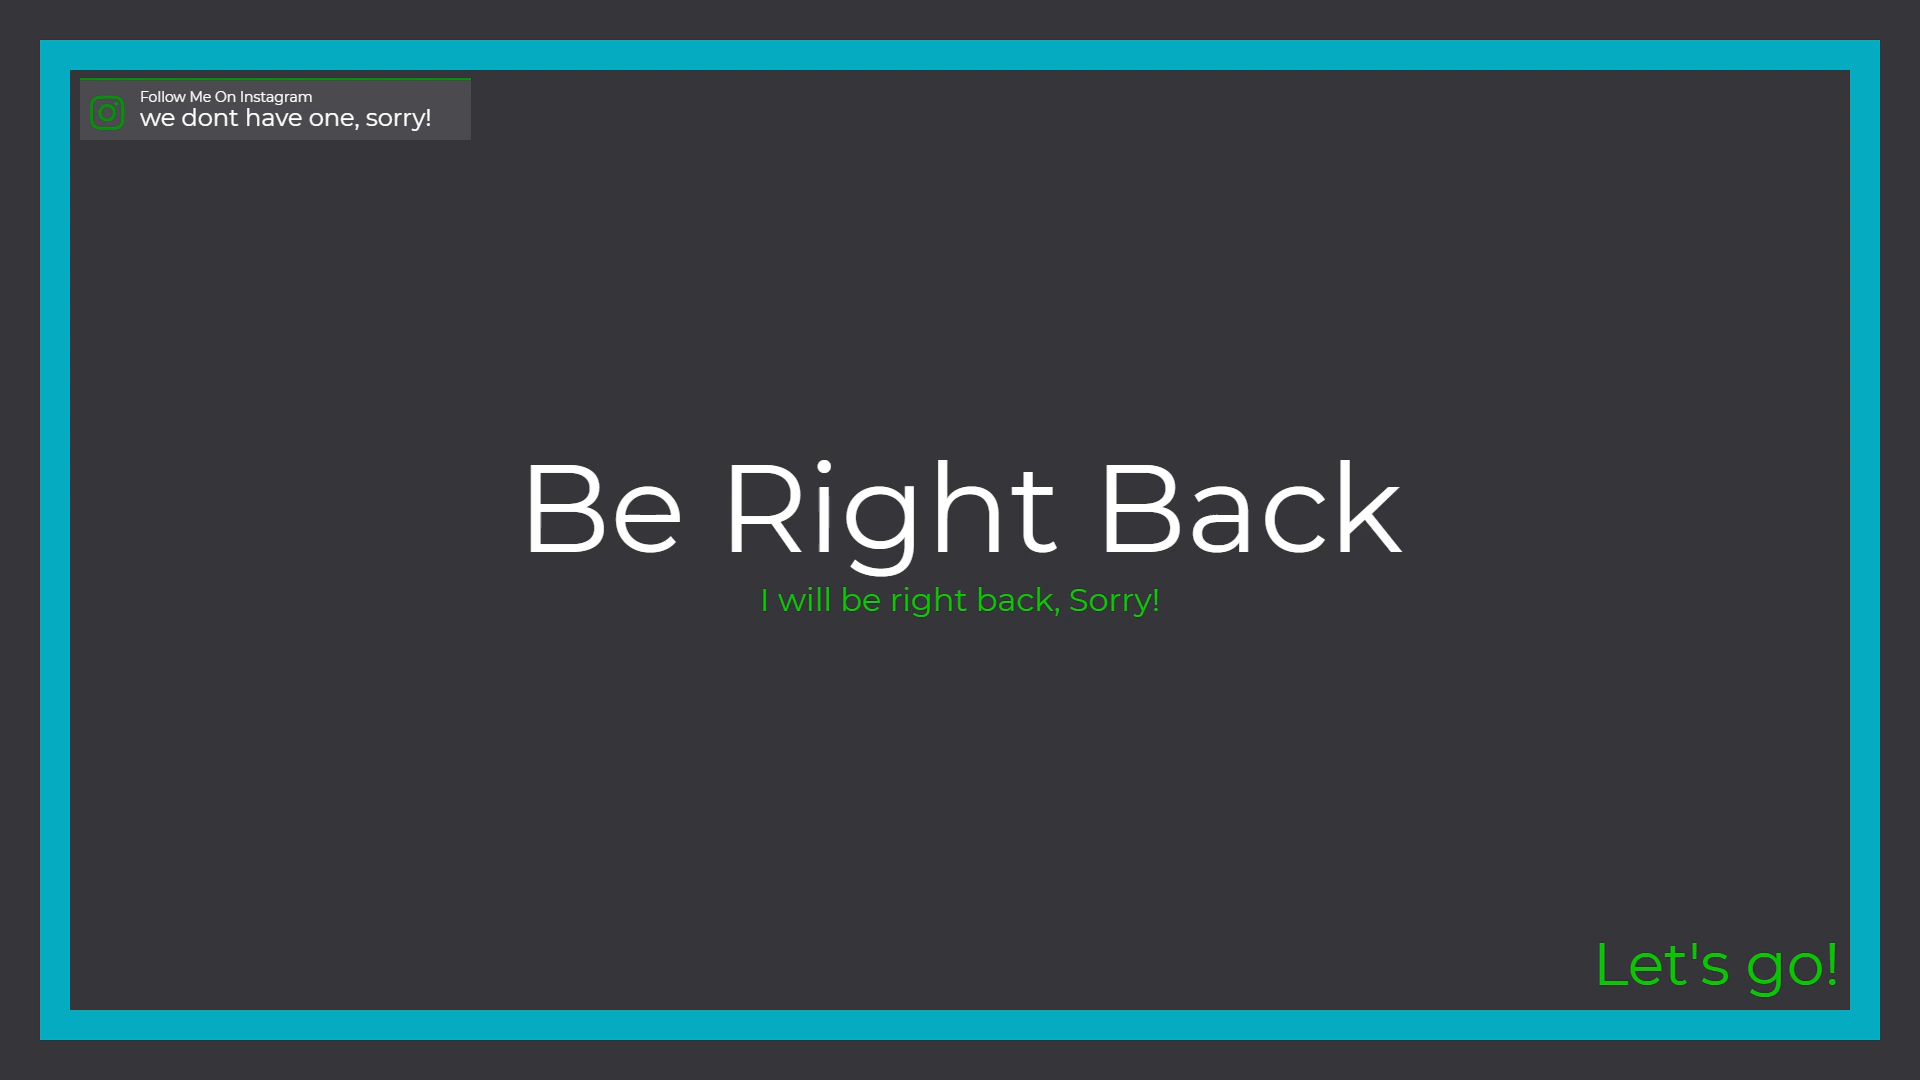 Follow Me On Instagram
we dont have one, sorry!
Be Right Back
I will be right back, Sorry!
Let's go!